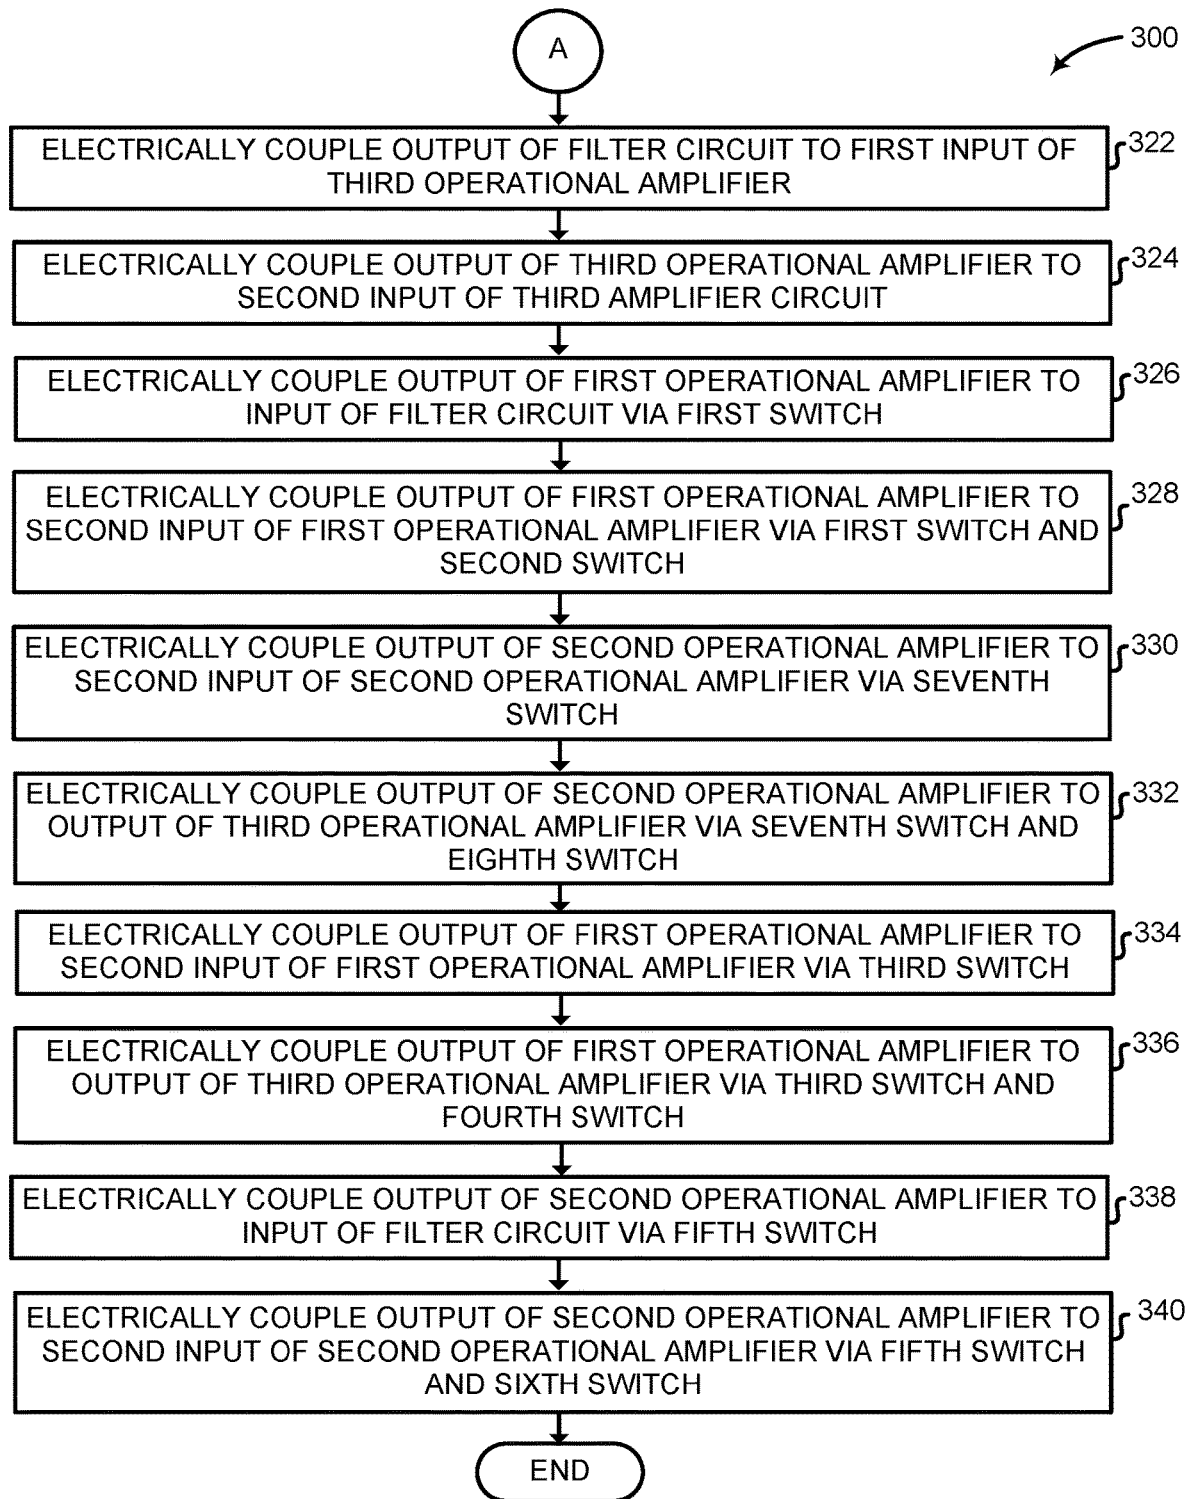 A
300
ELECTRICALLY COUPLE OUTPUT OF FILTER CIRCUIT TO FIRST INPUT OF
THIRD OPERATIONAL AMPLIFIER
322
ELECTRICALLY COUPLE OUTPUT OF THIRD OPERATIONAL AMPLIFIER TO
SECOND INPUT OF THIRD AMPLIFIER CIRCUIT
324
ELECTRICALLY COUPLE OUTPUT OF FIRST OPERATIONAL AMPLIFIER TO
INPUT OF FILTER CIRCUIT VIA FIRST SWITCH
326
ELECTRICALLY COUPLE OUTPUT OF FIRST OPERATIONAL AMPLIFIER TO
SECOND INPUT OF FIRST OPERATIONAL AMPLIFIER VIA FIRST SWITCH AND
SECOND SWITCH
328
ELECTRICALLY COUPLE OUTPUT OF SECOND OPERATIONAL AMPLIFIER TO
SECOND INPUT OF SECOND OPERATIONAL AMPLIFIER VIA SEVENTH
SWITCH
330
ELECTRICALLY COUPLE OUTPUT OF SECOND OPERATIONAL AMPLIFIER TO
OUTPUT OF THIRD OPERATIONAL AMPLIFIER VIA SEVENTH SWITCH AND
EIGHTH SWITCH
332
ELECTRICALLY COUPLE OUTPUT OF FIRST OPERATIONAL AMPLIFIER TO
SECOND INPUT OF FIRST OPERATIONAL AMPLIFIER VIA THIRD SWITCH
334
ELECTRICALLY COUPLE OUTPUT OF FIRST OPERATIONAL AMPLIFIER TO
OUTPUT OF THIRD OPERATIONAL AMPLIFIER VIA THIRD SWITCH AND
FOURTH SWITCH
336
ELECTRICALLY COUPLE OUTPUT OF SECOND OPERATIONAL AMPLIFIER TO
INPUT OF FILTER CIRCUIT VIA FIFTH SWITCH
338
ELECTRICALLY COUPLE OUTPUT OF SECOND OPERATIONAL AMPLIFIER TO
SECOND INPUT OF SECOND OPERATIONAL AMPLIFIER VIA FIFTH SWITCH
AND SIXTH SWITCH
340
END